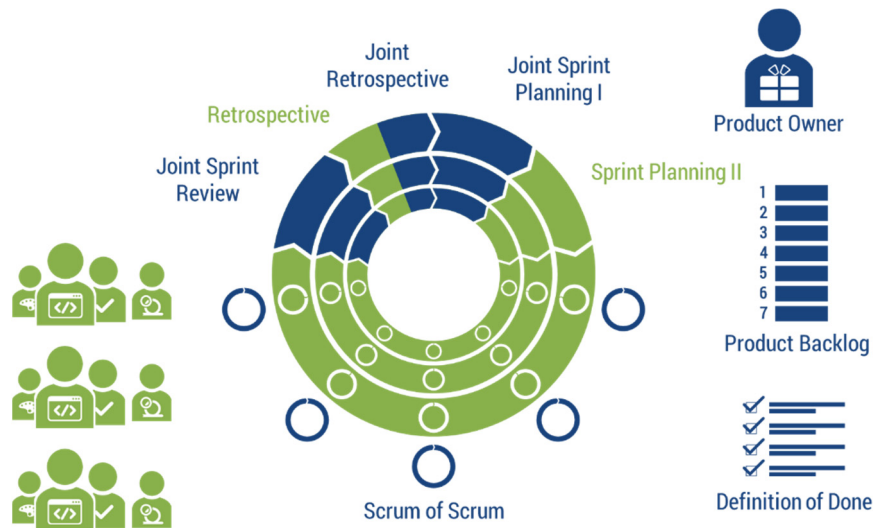 Joint
Retrospective
Joint Sprint
Planning I
Retrospective
Joint Sprint
Review
Sprint Planning II
Product Owner
1
2
3
4
5
6
7
Product Backlog
</>
</>
</>
Scrum of Scrum
Definition of Done